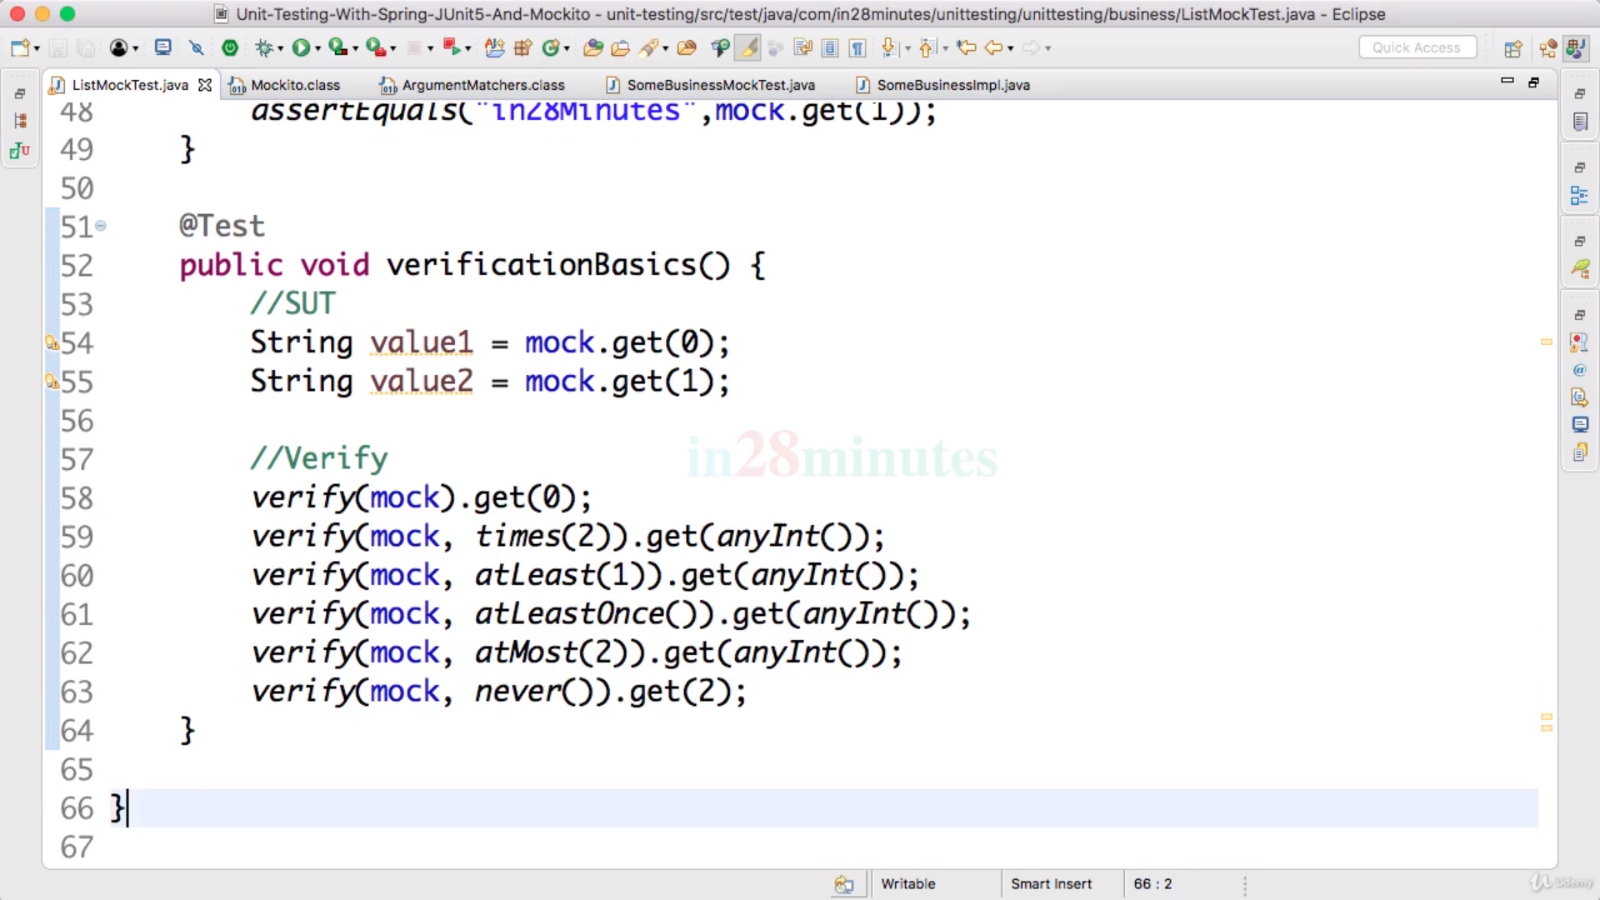 Unit-Testing-With-Spring-JUnit5-And-Mockito - unit-testing/src/test/java/com/in28minutes/unittesting/unittesting/business/ListMockTest.java - Eclipse
Quick Access
ListMockTest.java Mockito.class ArgumentMatchers.class SomeBusinessMockTest.java SomeBusinessImpl.java
48 assertEquals("in28Minutes",mock.get(1));
49 }
50
51 @Test
52 public void verificationBasics() {
53 //SUT
54 String value1 = mock.get(0);
55 String value2 = mock.get(1);
56
57 //Verify
in28minutes
58 verify(mock).get(0);
59 verify(mock, times(2)).get(anyInt());
60 verify(mock, atLeast(1)).get(anyInt());
61 verify(mock, atLeastOnce()).get(anyInt());
62 verify(mock, atMost(2)).get(anyInt());
63 verify(mock, never()).get(2);
64 }
65
66 }
67
Writable Smart Insert 66 : 2
Udemy